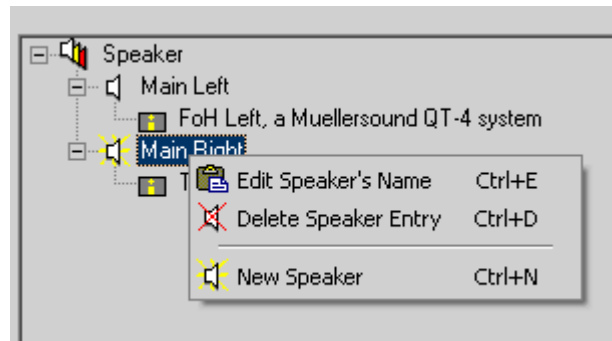 Speaker
Main Left
FoH Left, a Muellersound QT-4 system
Main Right
Edit Speaker's Name Ctrl+E
Delete Speaker Entry Ctrl+D
New Speaker Ctrl+N